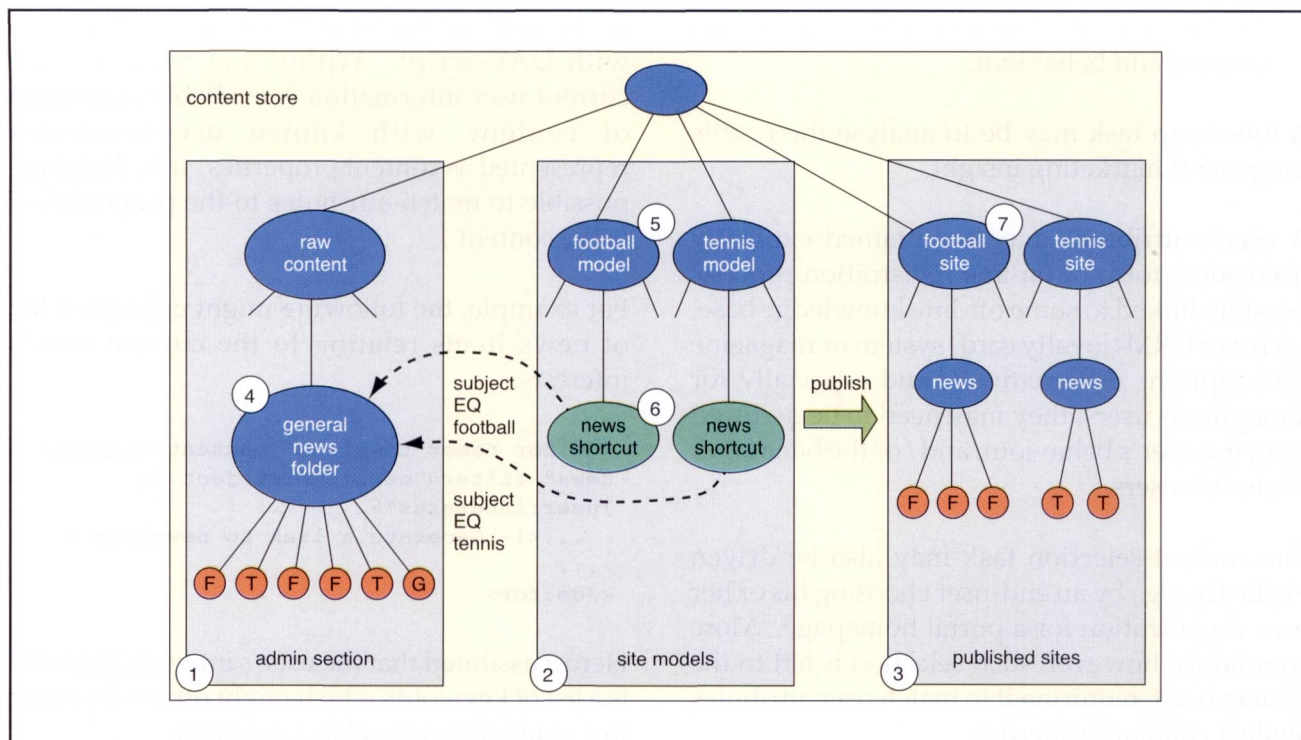 content store
raw
content
football
model
5
tennis
model
football
site
7
tennis
site
4
general
news
folder
subject
EQ
football
subject
EQ
tennis
news
shortcut
6
news
shortcut
publish
news
news
F F F T T
F T F F T G
1
admin section
2
site models
3
published sites